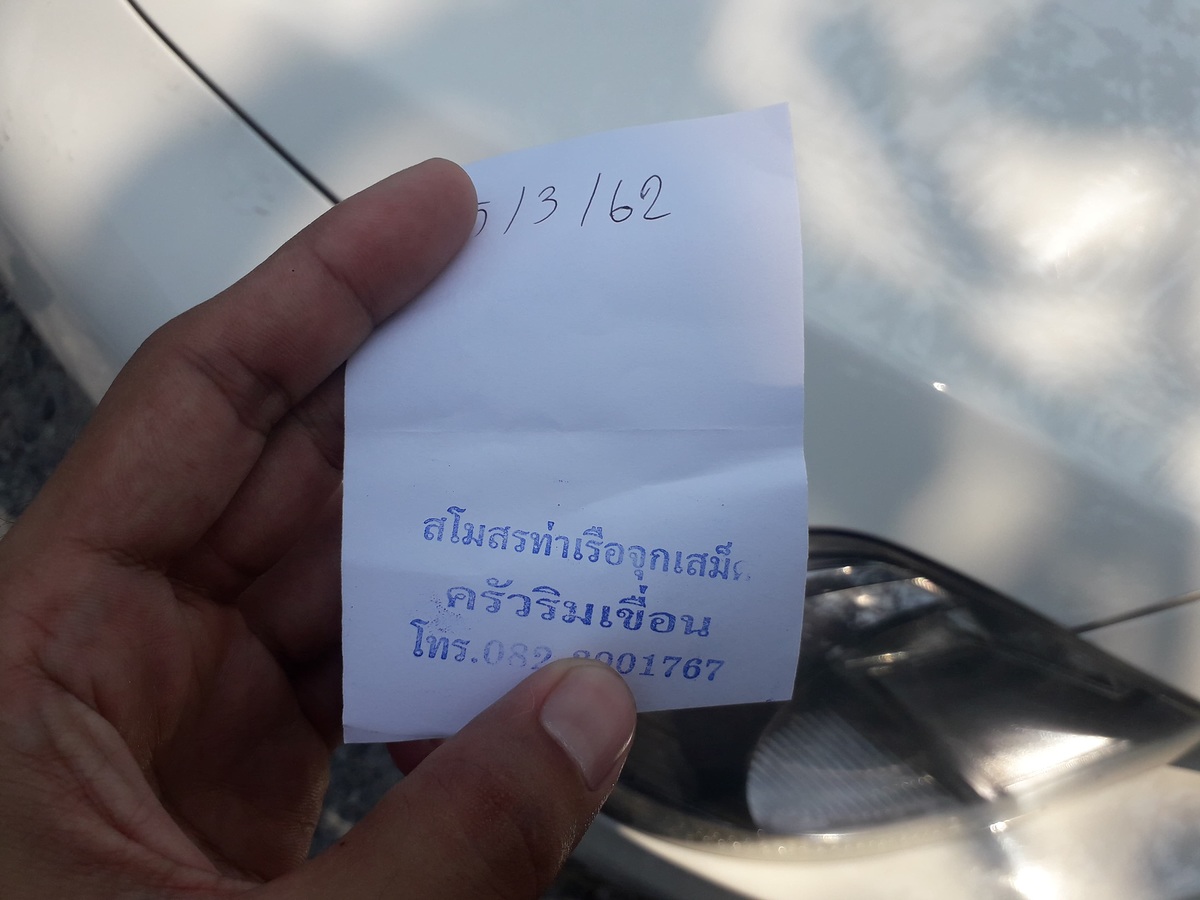 5/3/62
สโมสรท่าเรือจุกเสม็ด
ครัวริมเขื่อน
โทร.082